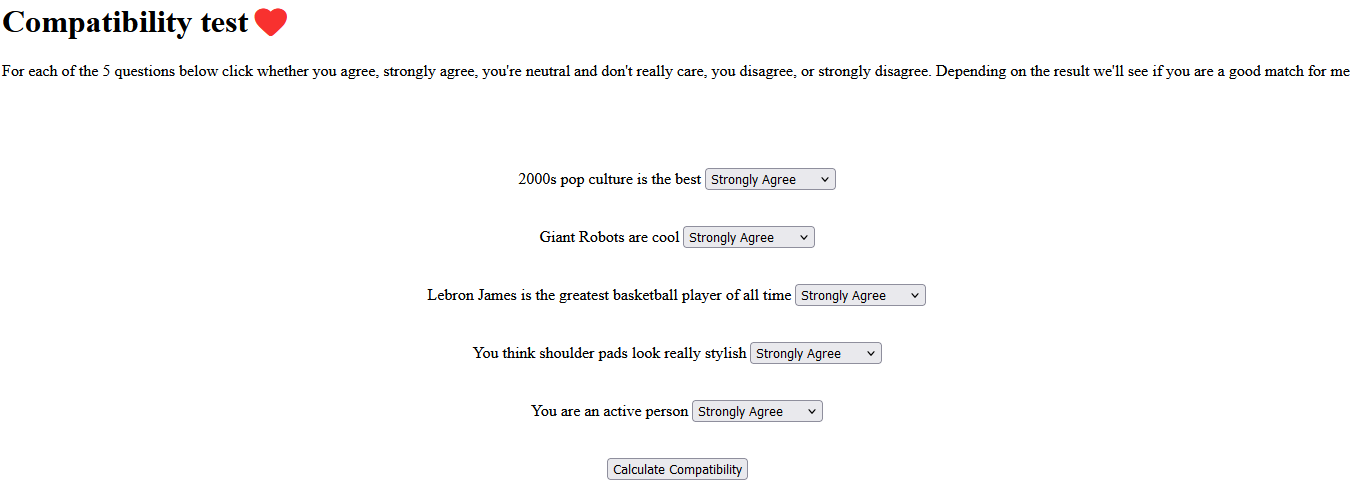 Compatibility test
For each of the 5 questions below click whether you agree, strongly agree, you're neutral and don't really care, you disagree, or strongly disagree. Depending on the result we'll see if you are a good match for me
2000s pop culture is the best Strongly Agree
Giant Robots are cool Strongly Agree
Lebron James is the greatest basketball player of all time Strongly Agree
You think shoulder pads look really stylish Strongly Agree
You are an active person Strongly Agree
Calculate Compatibility